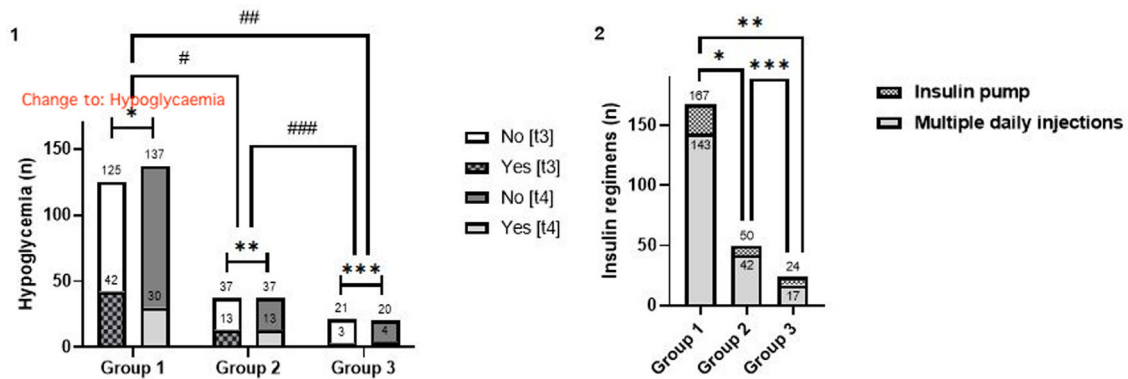 1
##
#
Change to: Hypoglycaemia
*
###
Hypoglycemia (n)
150
100
50
0
125
137
42
30
**
37
37
13
13
***
21
20
3
4
Group 1
Group 2
Group 3
No [t3]
Yes [t3]
No [t4]
Yes [t4]
2
**
*
***
Insulin regimens (n)
150
100
50
0
167
143
50
42
24
17
Group 1
Group 2
Group 3
Insulin pump
Multiple daily injections